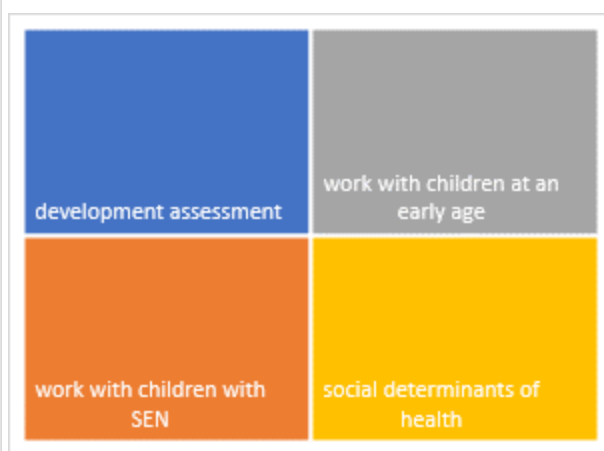 development assessment
work with children at an
early age
work with children with
SEN
social determinants of
health